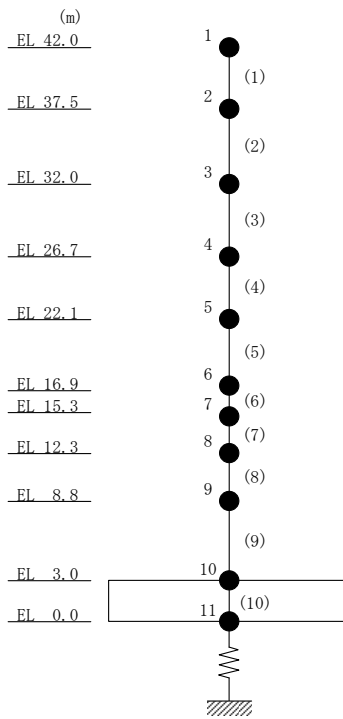 (m)
EL 42.0 1
(1)
EL 37.5 2
(2)
EL 32.0 3
(3)
EL 26.7 4
(4)
EL 22.1 5
(5)
EL 16.9 6
(6)
EL 15.3 7
(7)
EL 12.3 8
(8)
EL 8.8 9
(9)
EL 3.0 10
(10)
EL 0.0 11